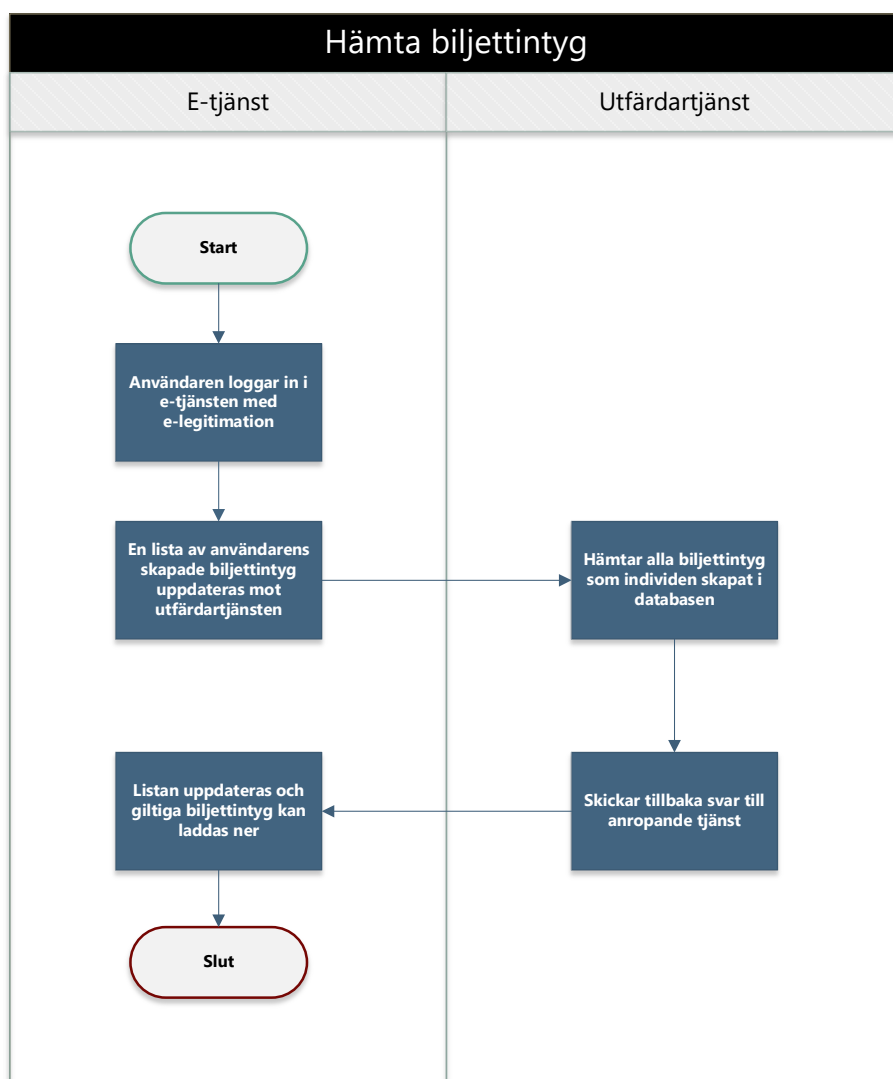 Hämta biljettintyg
E-tjänst
Utfärdartjänst
Start
Användaren loggar in i
e-tjänsten med
e-legitimation
En lista av användarens
skapade biljettintyg
uppdateras mot
utfärdartjänsten
Hämtar alla biljettintyg
som individen skapat i
databasen
Skickar tillbaka svar till
anropande tjänst
Listan uppdateras och
giltiga biljettintyg kan
laddas ner
Slut